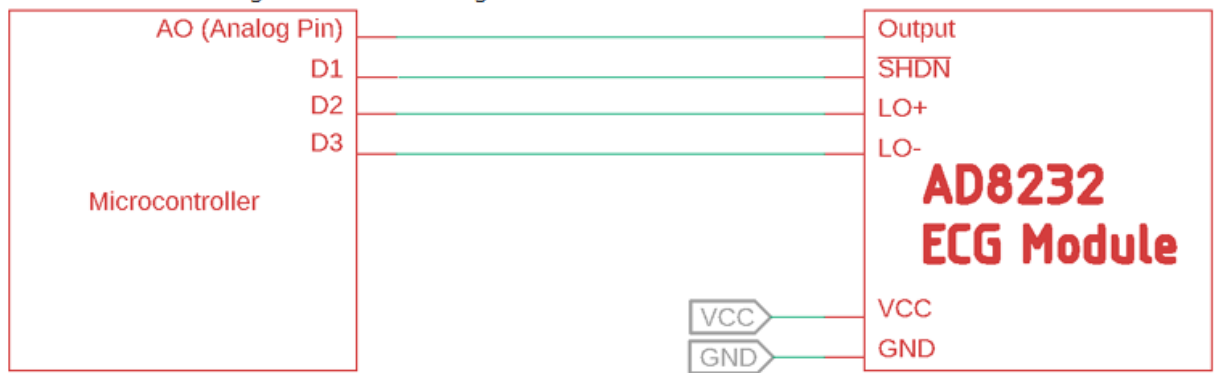 AO (Analog Pin)
D1
D2
D3
Microcontroller
Output
SHDN
LO+
LO-
AD8232
ECG Module
VCC
GND
VCC
GND